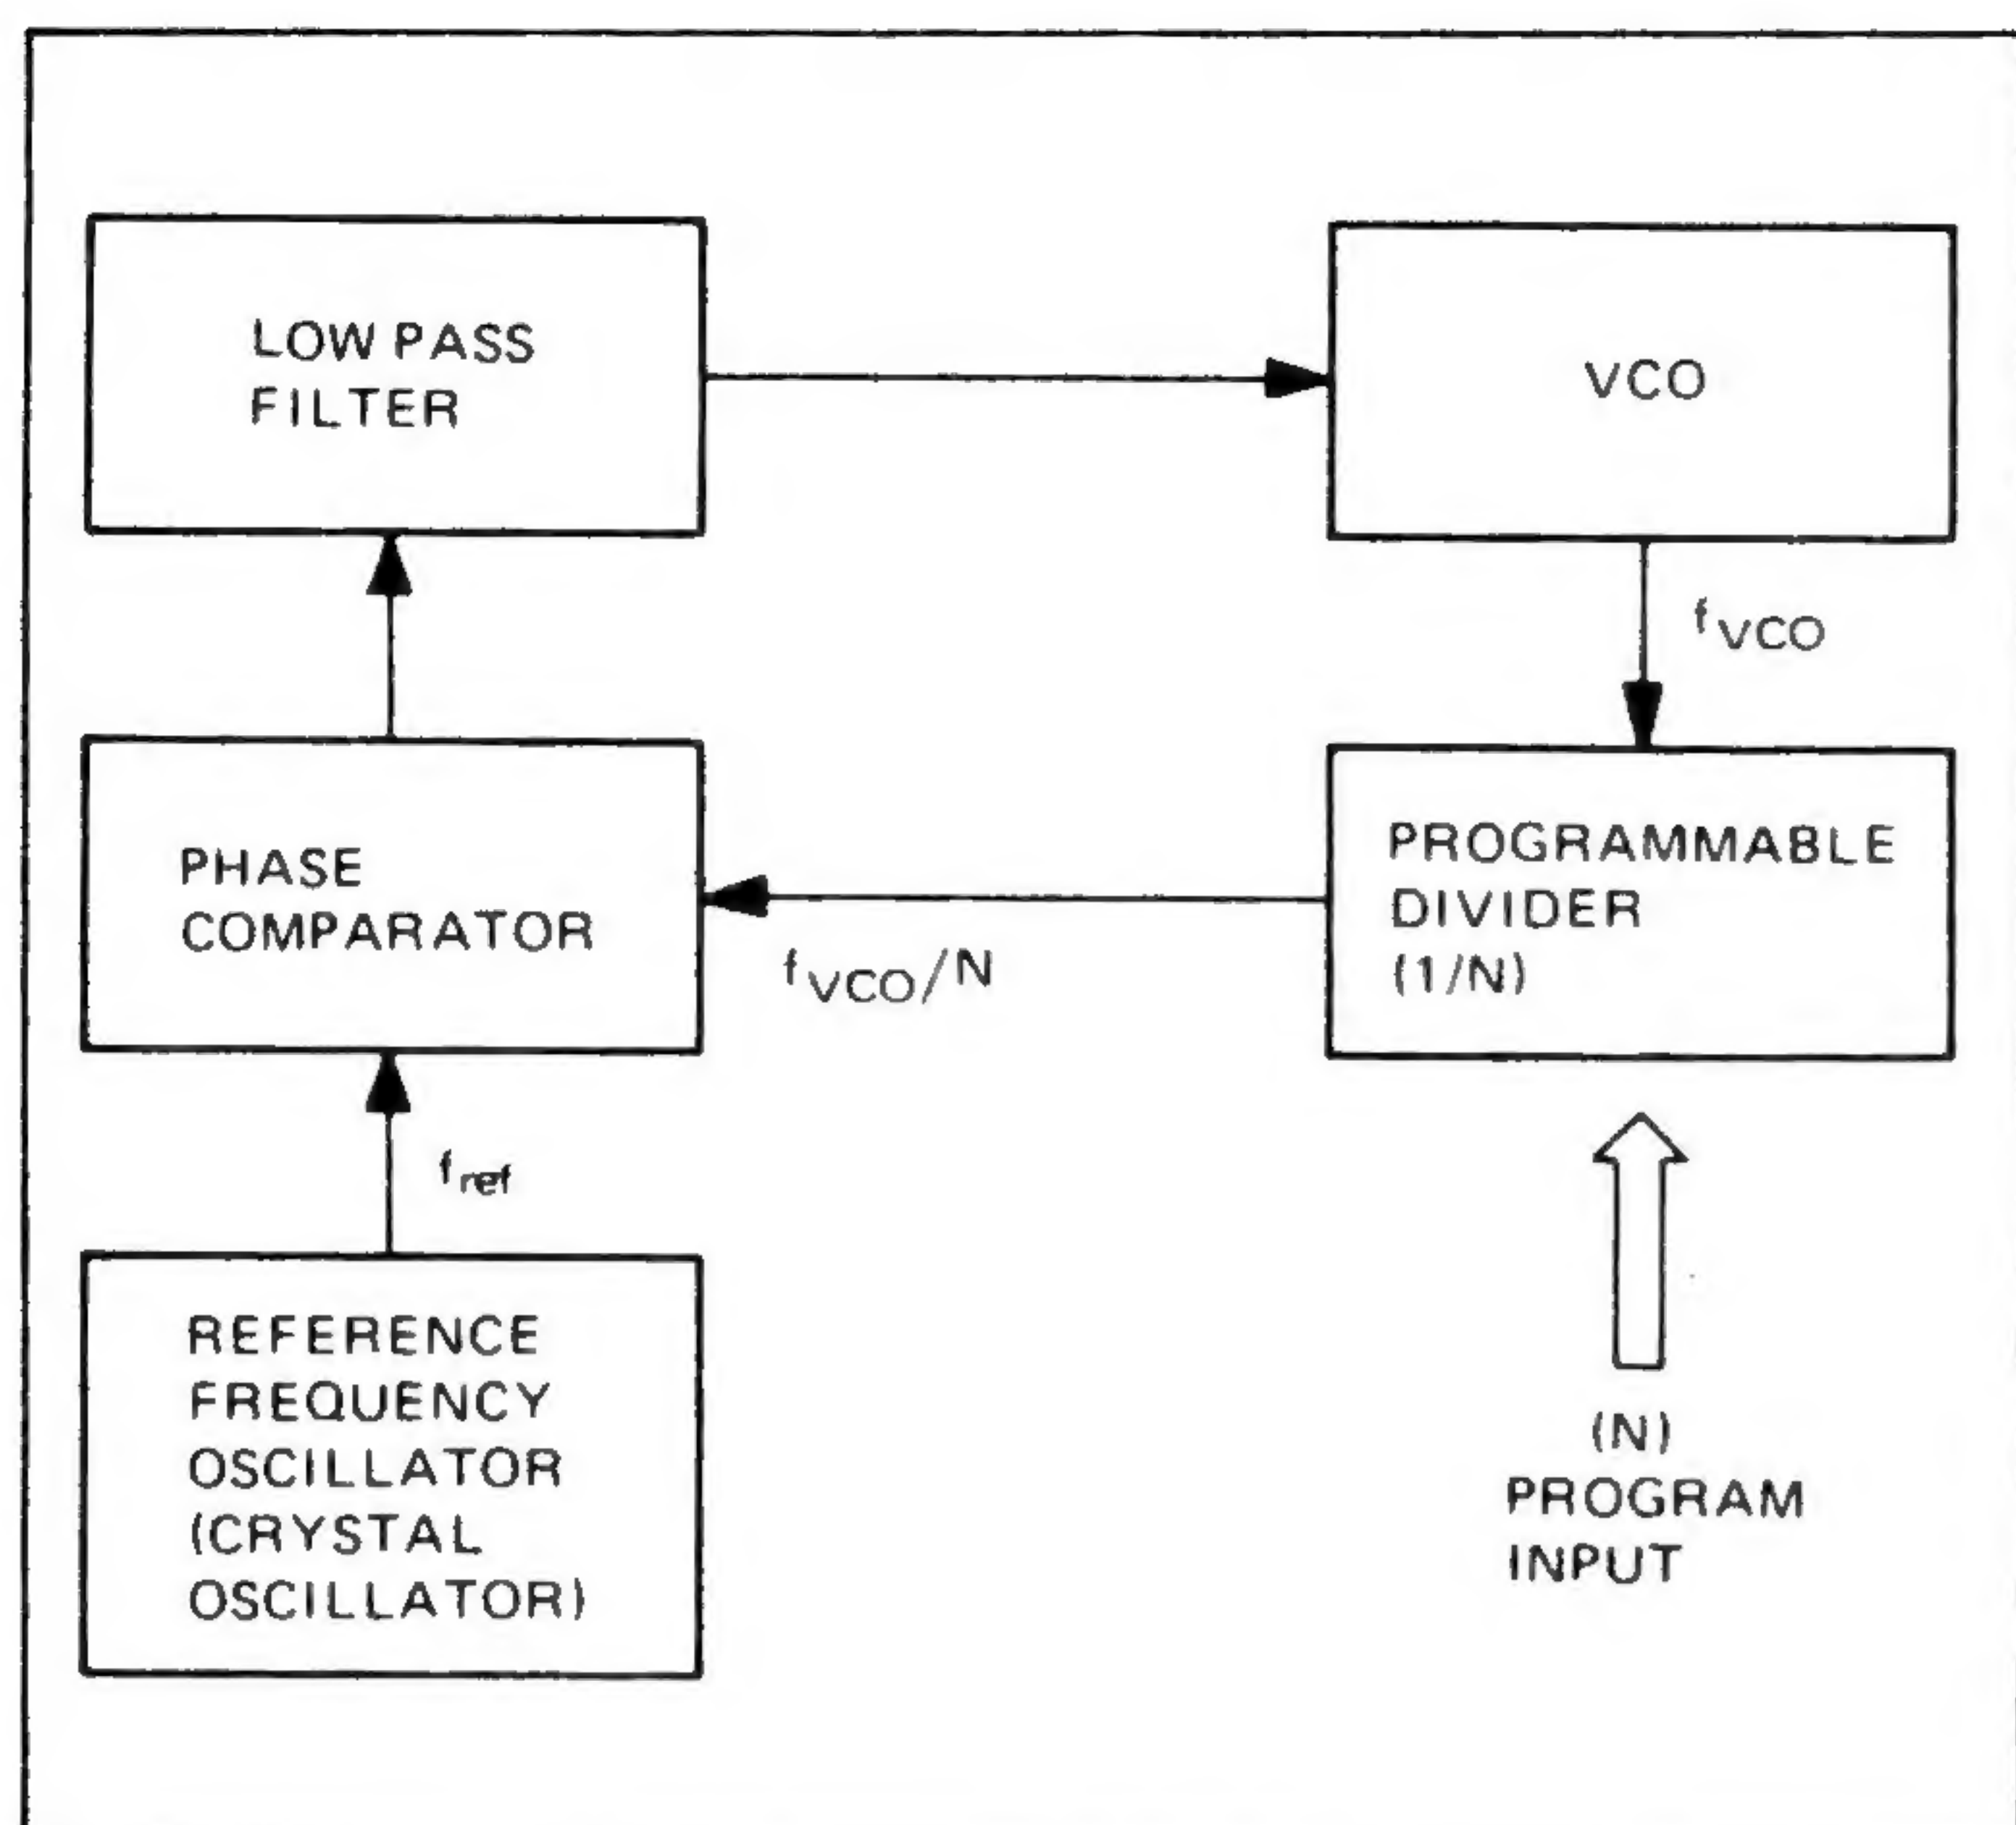 LOW PASS
FILTER
VCO
fVCO
PHASE
COMPARATOR
PROGRAMMABLE
DIVIDER
(1/N)
fVCO/N
fref
REFERENCE
FREQUENCY
OSCILLATOR
(CRYSTAL
OSCILLATOR)
(N)
PROGRAM
INPUT